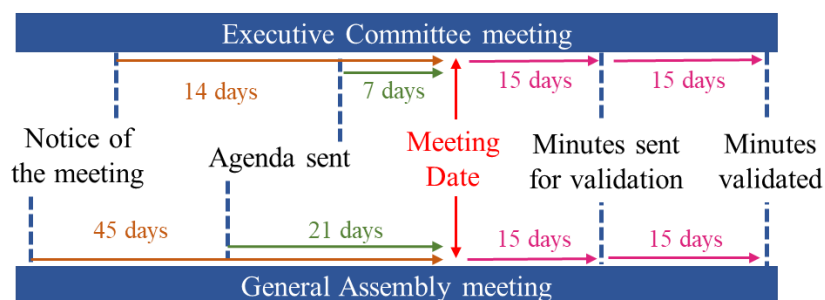 Executive Committee meeting
14 days
7 days
15 days
15 days
Notice of
the meeting
Agenda sent
Meeting
Date
Minutes sent
for validation
Minutes
validated
45 days
21 days
15 days
15 days
General Assembly meeting